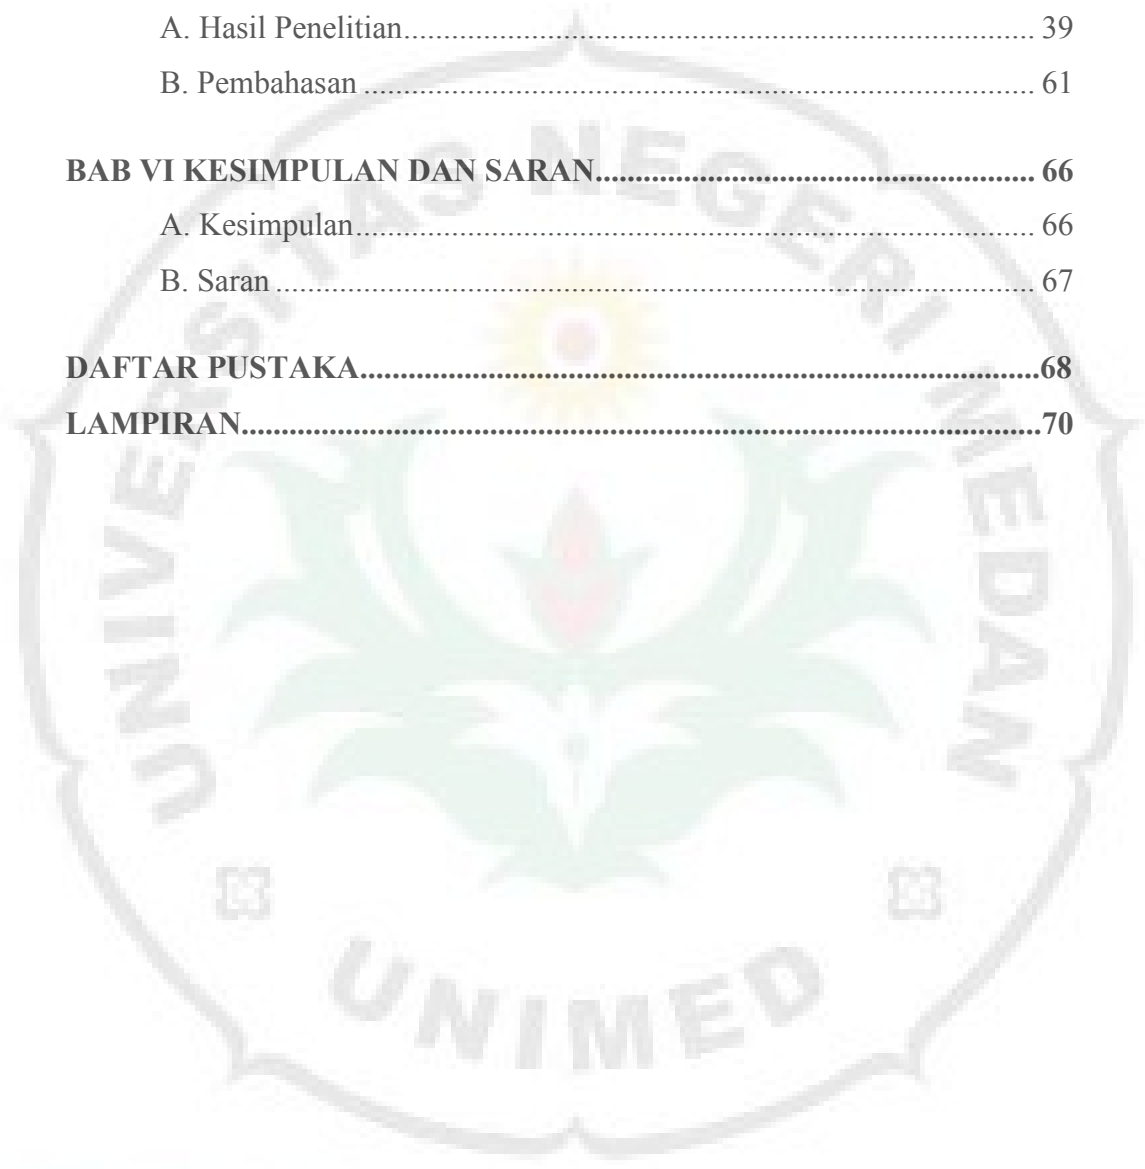 A. Hasil Penelitian................................................................................ 39
B. Pembahasan ..................................................................................... 61
BAB VI KESIMPULAN DAN SARAN....................................................... 66
A. Kesimpulan...................................................................................... 66
B. Saran ................................................................................................ 67
DAFTAR PUSTAKA.....................................................................................68
LAMPIRAN....................................................................................................70
UNIVERSITAS NEGERI MEDAN
UNIMED